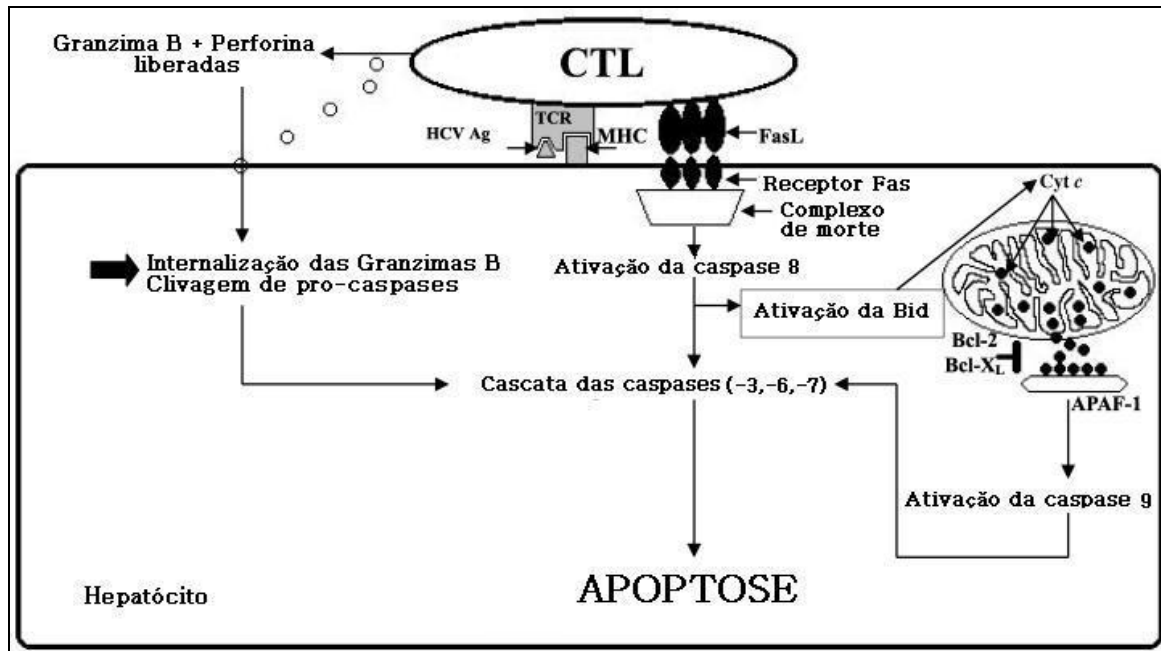 Granzima B + Perforina
liberadas
CTL
TCR
HCV Ag
MHC
FasL
Receptor Fas
Complexo
de morte
Cyt c
Internalização das Granzimas B
Clivagem de pro-caspases
Ativação da caspase 8
Ativação da Bid
Bcl-2
Bcl-XL
APAF-1
Cascata das caspases (-3,-6,-7)
Ativação da caspase 9
APOPTOSE
Hepatócito